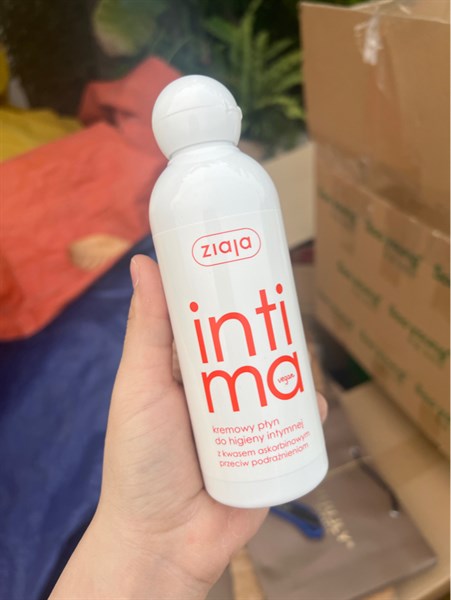 ziaja
inti
ma
vegan
kremowy płyn
do higieny intymnej
z kwasem askorbinowym
przeciw podrażnieniom